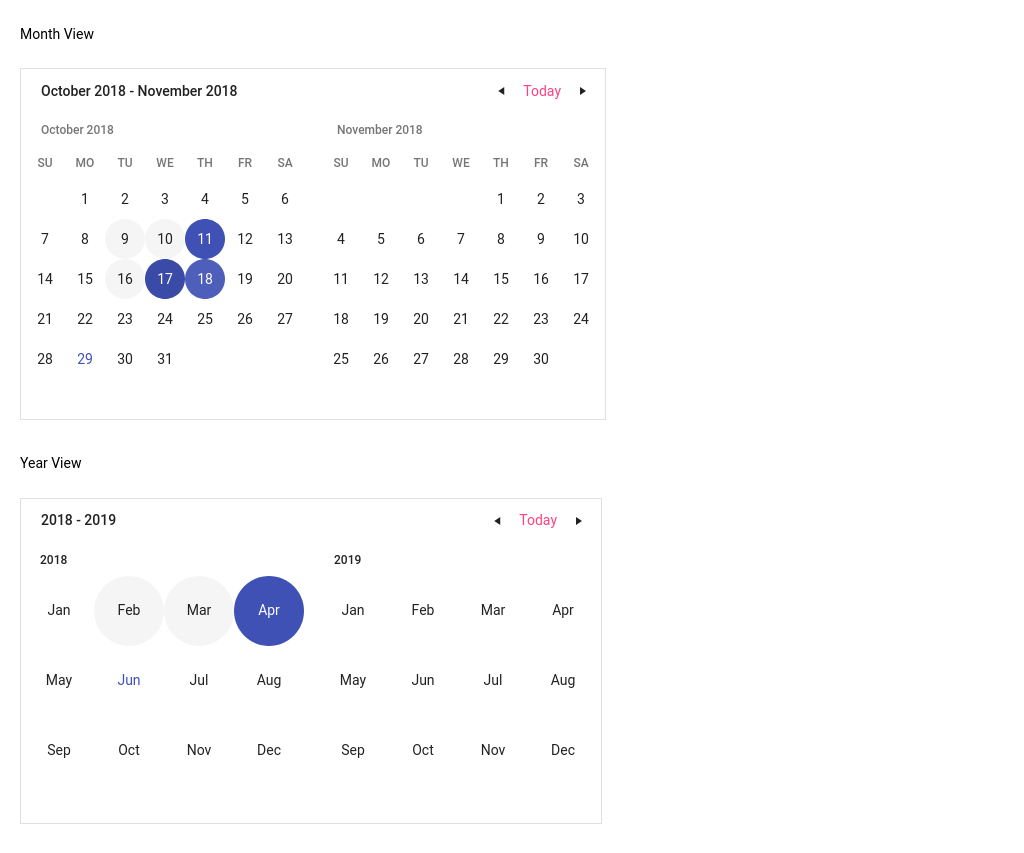 Month View
October 2018 - November 2018 Today
October 2018 November 2018
SU MO TU WE TH FR SA SU MO TU WE TH FR SA
1 2 3 4 5 6 1 2 3
7 8 9 10 11 12 13 4 5 6 7 8 9 10
14 15 16 17 18 19 20 11 12 13 14 15 16 17
21 22 23 24 25 26 27 18 19 20 21 22 23 24
28 29 30 31 25 26 27 28 29 30
Year View
2018 - 2019 Today
2018 2019
Jan Feb Mar Apr Jan Feb Mar Apr
May Jun Jul Aug May Jun Jul Aug
Sep Oct Nov Dec Sep Oct Nov Dec